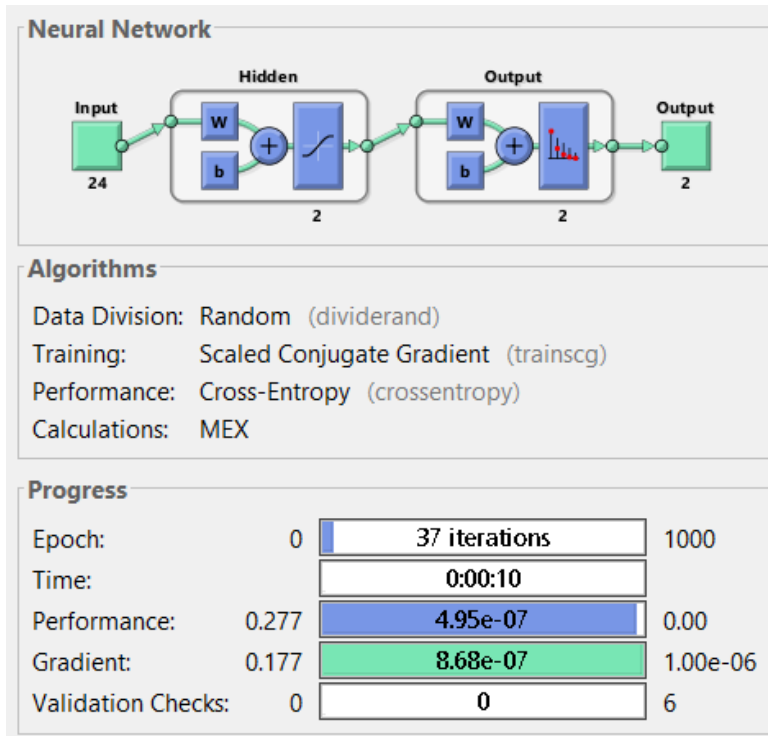 Neural Network
Hidden
Output
Input
Output
W
W
b
b
24
2
2
2
Algorithms
Data Division: Random (dividerand)
Training: Scaled Conjugate Gradient (trainscg)
Performance: Cross-Entropy (crossentropy)
Calculations: MEX
Progress
Epoch: 0 37 iterations 1000
Time: 0:00:10
Performance: 0.277 4.95e-07 0.00
Gradient: 0.177 8.68e-07 1.00e-06
Validation Checks: 0 0 6